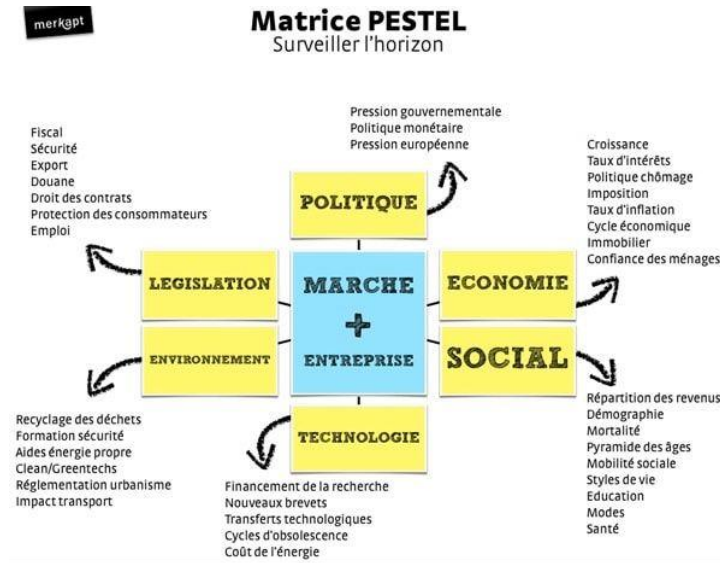 merkapt
Matrice PESTEL
Surveiller l'horizon
Pression gouvernementale
Politique monétaire
Pression européenne
Fiscal
Sécurité
Export
Douane
Droit des contrats
Protection des consommateurs
Emploi
Croissance
Taux d'intérêts
Politique chômage
Imposition
Taux d'inflation
Cycle économique
Immobilier
Confiance des ménages
POLITIQUE
LEGISLATION
MARCHE
+
ENTREPRISE
ECONOMIE
ENVIRONNEMENT
SOCIAL
TECHNOLOGIE
Recyclage des déchets
Formation sécurité
Aides énergie propre
Clean/Greentechs
Réglementation urbanisme
Impact transport
Financement de la recherche
Nouveaux brevets
Transferts technologiques
Cycles d'obsolescence
Coût de l'énergie
Répartition des revenus
Démographie
Mortalité
Pyramide des âges
Mobilité sociale
Styles de vie
Education
Modes
Santé